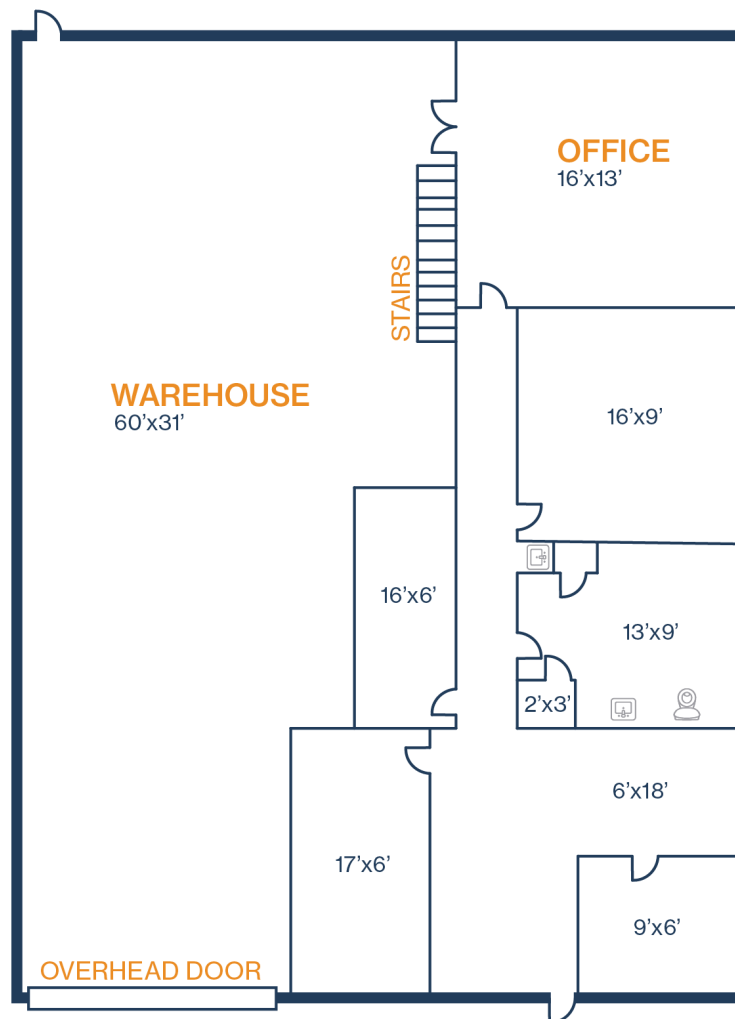 OFFICE
16'x13'
STAIRS
WAREHOUSE
60'x31'
16'x9'
16'x6'
13'x9'
2'x3'
6'x18'
17'x6'
9'x6'
OVERHEAD DOOR